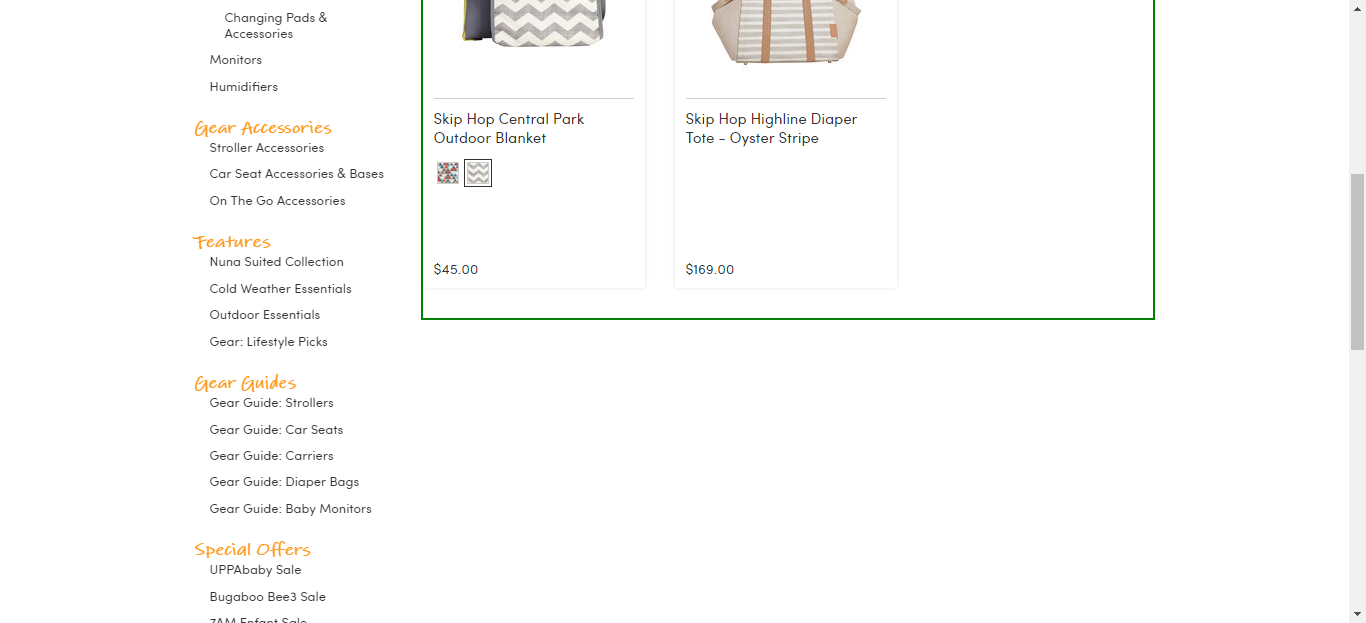 Changing Pads &
Accessories
Monitors
Humidifiers
Gear Accessories
Stroller Accessories
Car Seat Accessories & Bases
On The Go Accessories
Features
Nuna Suited Collection
Cold Weather Essentials
Outdoor Essentials
Gear: Lifestyle Picks
Gear Guides
Gear Guide: Strollers
Gear Guide: Car Seats
Gear Guide: Carriers
Gear Guide: Diaper Bags
Gear Guide: Baby Monitors
Special Offers
UPPAbaby Sale
Bugaboo Bee3 Sale
7AM Enfant Sale
Skip Hop Central Park
Outdoor Blanket
$45.00
Skip Hop Highline Diaper
Tote - Oyster Stripe
$169.00